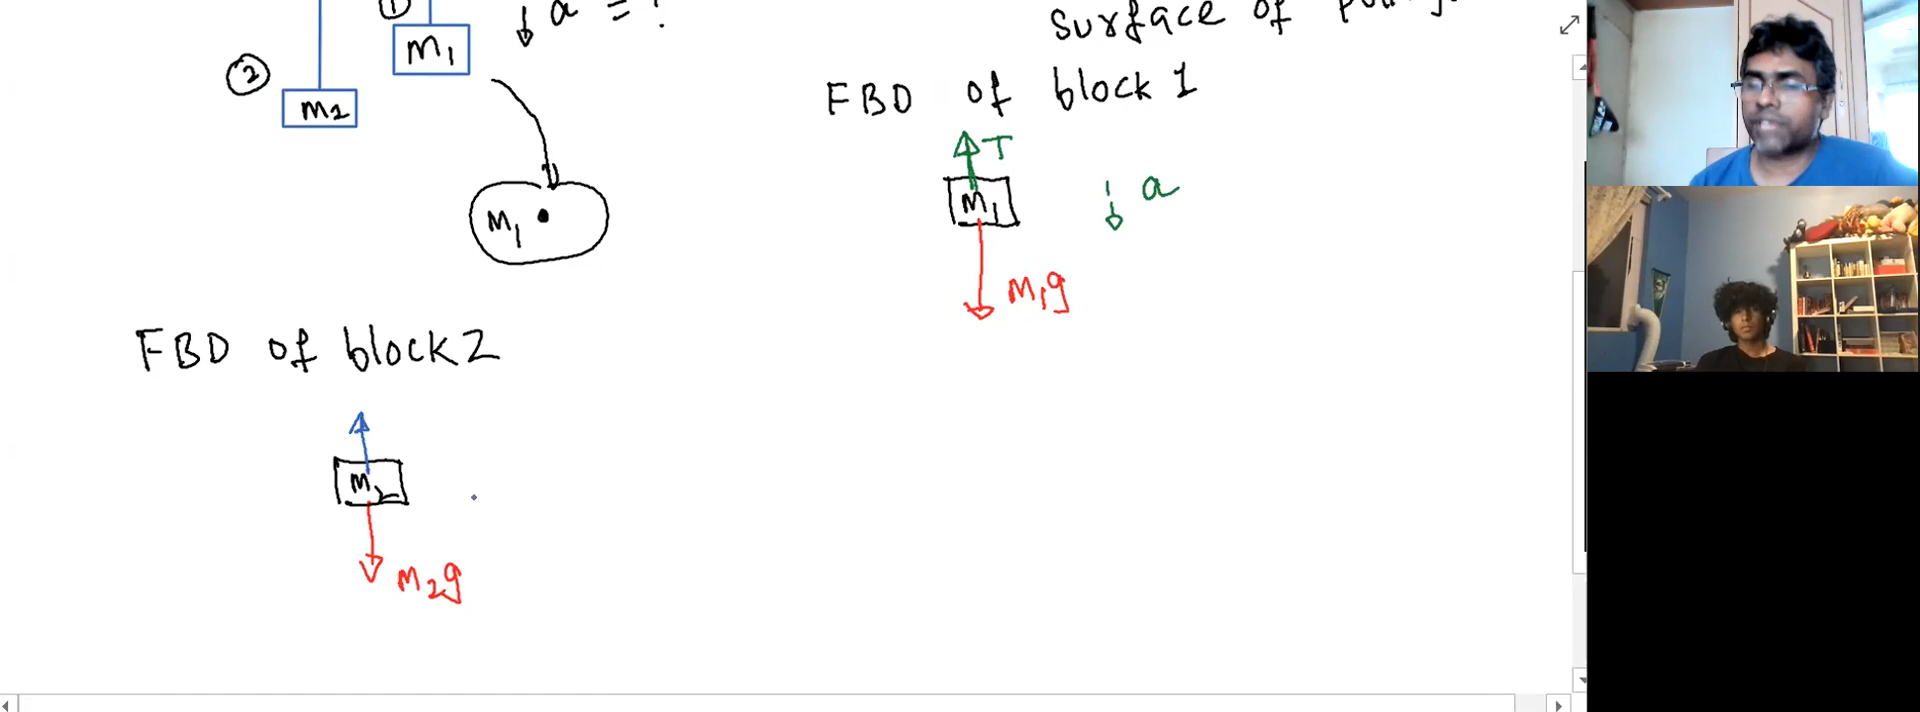 ①
↓ a = ?
m₁
②
m₂
M₁
surface of
FBD of block 1
T
M₁
a
M₁g
FBD of block 2
M₂
M₂g